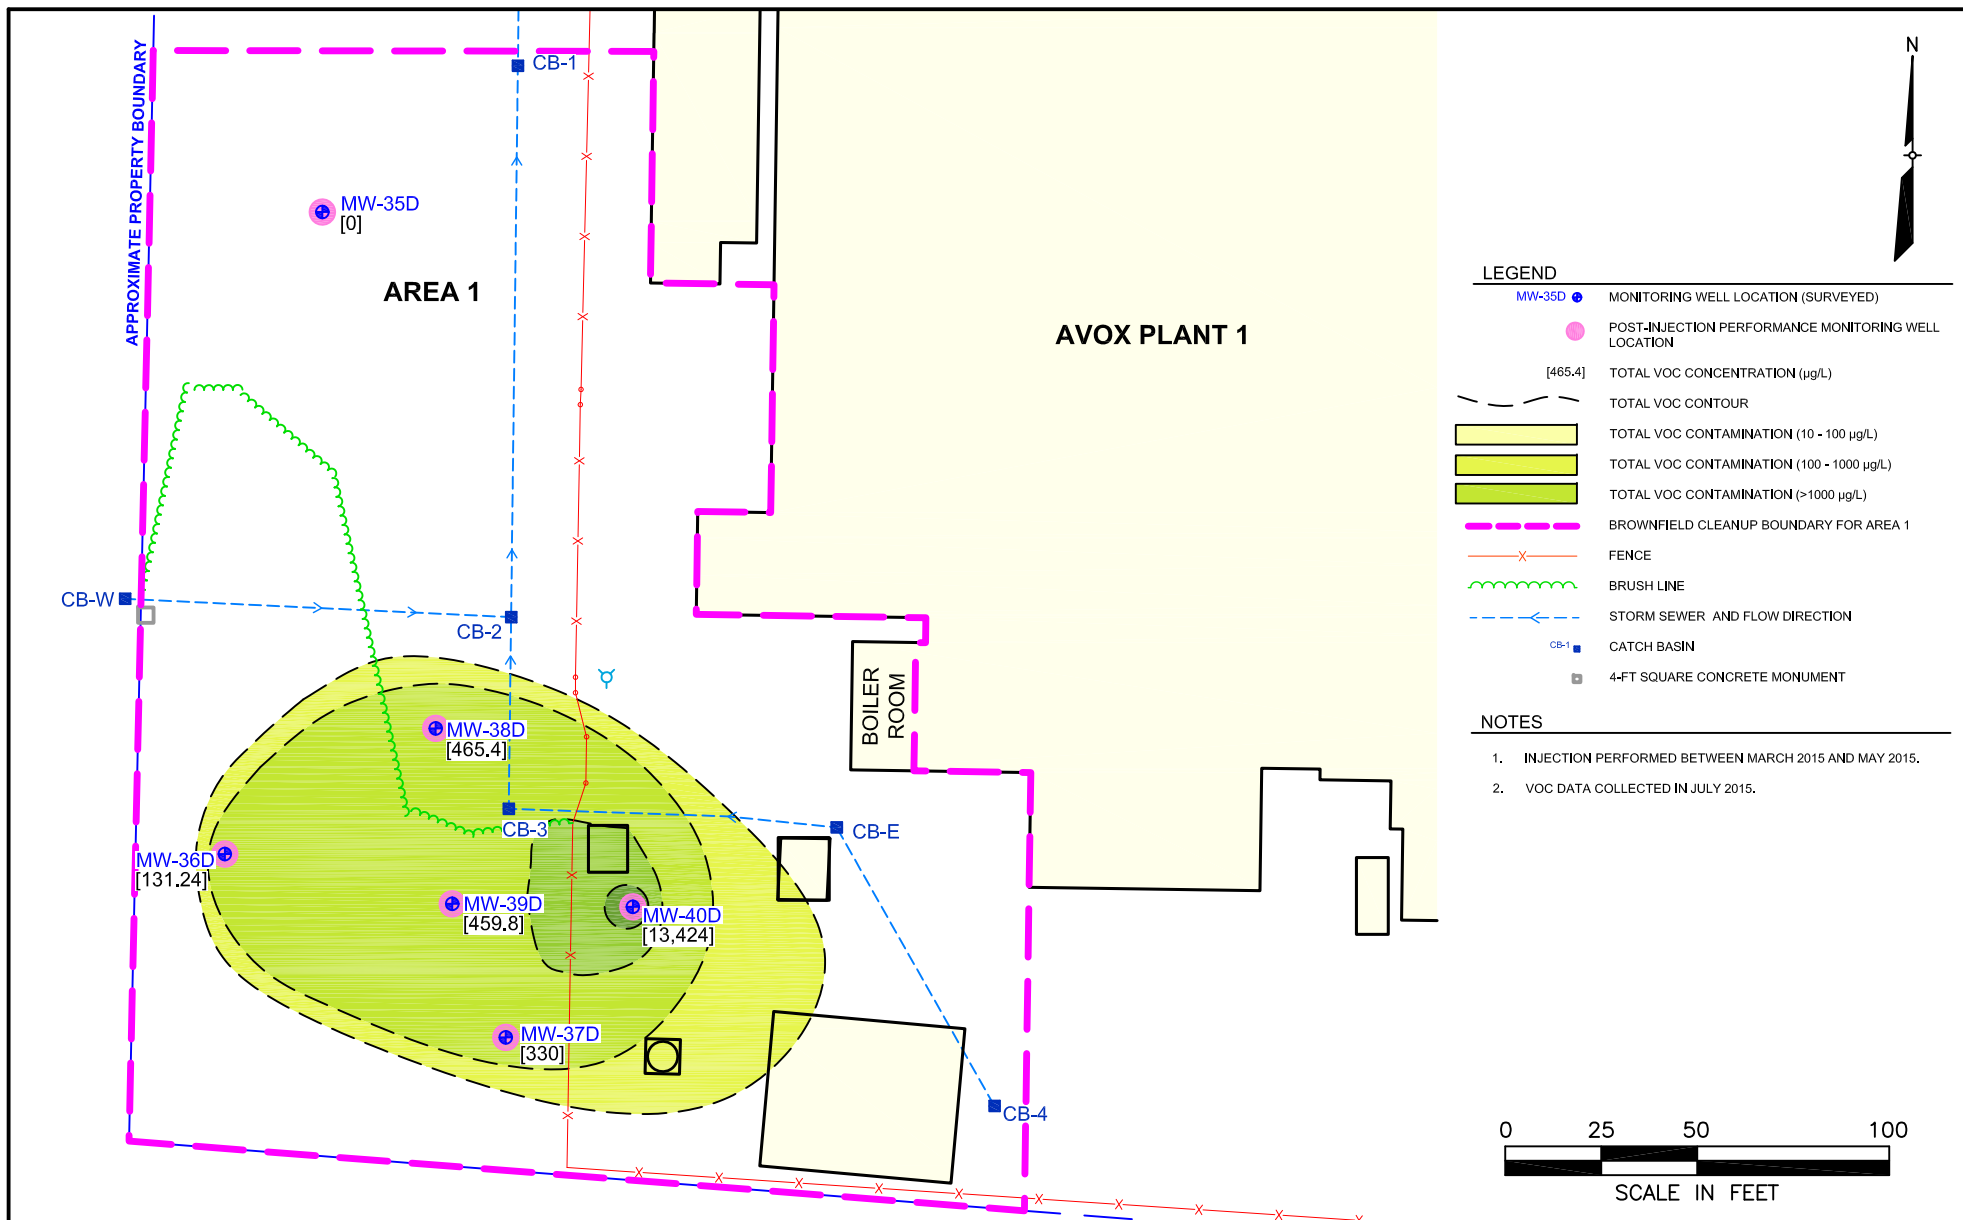 APPROXIMATE PROPERTY BOUNDARY
CB-1
MW-35D
[0]
AREA 1
AVOX PLANT 1
CB-W
CB-2
BOILER
ROOM
MW-38D
[465.4]
CB-3
CB-E
MW-36D
[131.24]
MW-39D
[459.8]
MW-40D
[13,424]
MW-37D
[330]
CB-4
N
LEGEND
MW-35D MONITORING WELL LOCATION (SURVEYED)
POST-INJECTION PERFORMANCE MONITORING WELL
LOCATION
[465.4] TOTAL VOC CONCENTRATION (µg/L)
TOTAL VOC CONTOUR
TOTAL VOC CONTAMINATION (10 - 100 µg/L)
TOTAL VOC CONTAMINATION (100 - 1000 µg/L)
TOTAL VOC CONTAMINATION (>1000 µg/L)
BROWNFIELD CLEANUP BOUNDARY FOR AREA 1
FENCE
BRUSH LINE
STORM SEWER AND FLOW DIRECTION
CB-1 CATCH BASIN
4-FT SQUARE CONCRETE MONUMENT
NOTES
1. INJECTION PERFORMED BETWEEN MARCH 2015 AND MAY 2015.
2. VOC DATA COLLECTED IN JULY 2015.
0 25 50 100
SCALE IN FEET